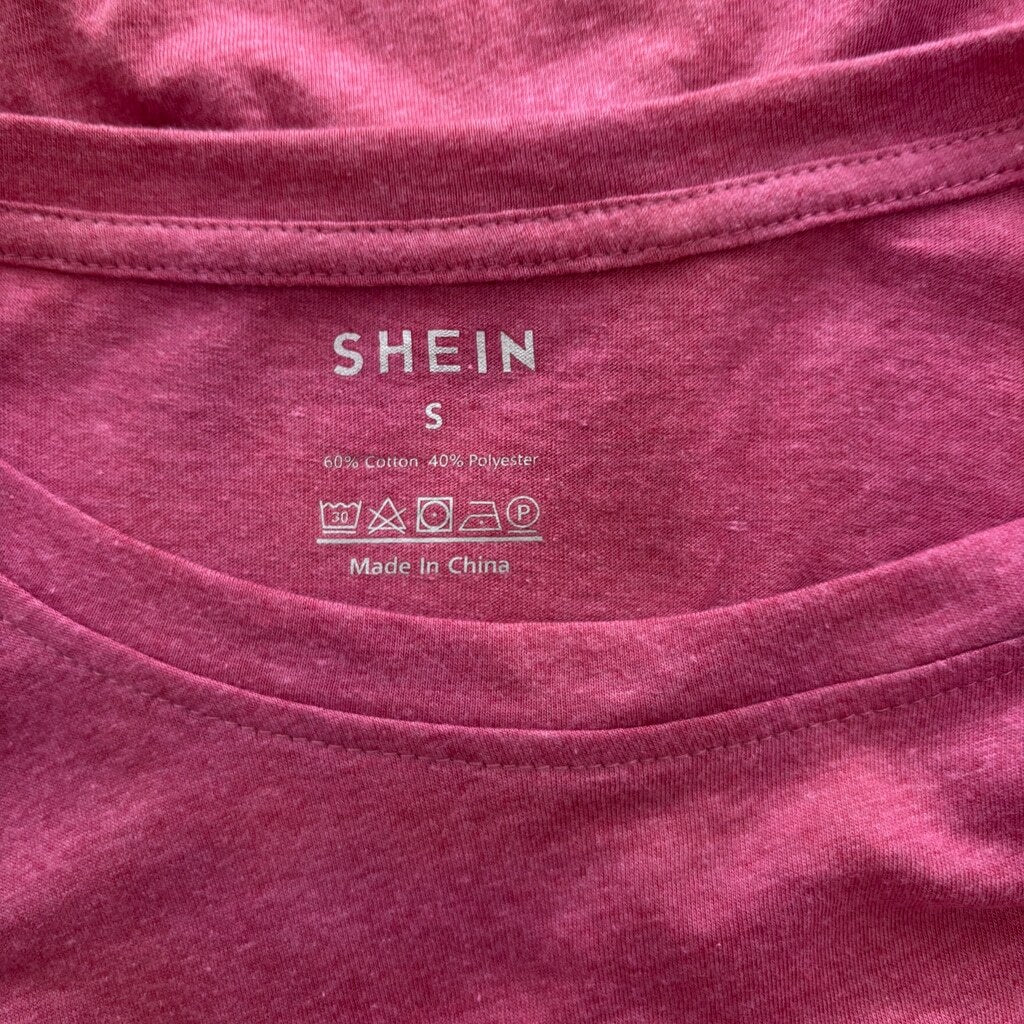 SHEIN
S
60% Cotton 40% Polyester
30 P
Made In China